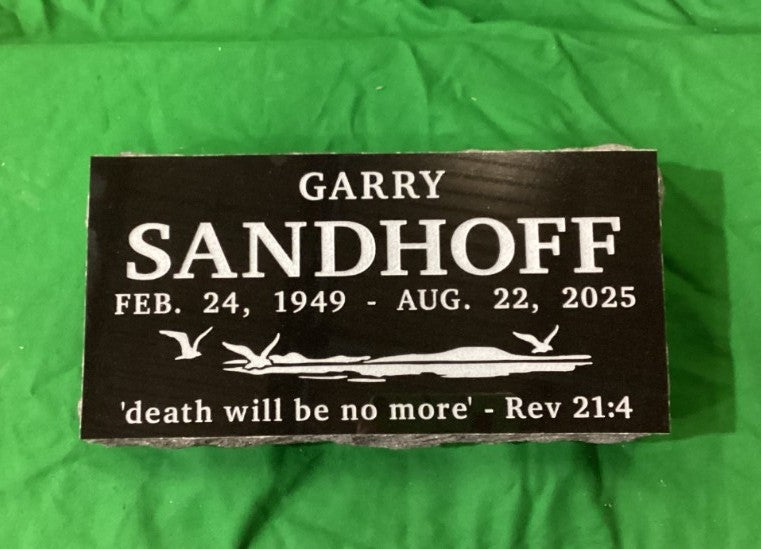 GARRY
SANDHOFF
FEB. 24, 1949 - AUG. 22, 2025
'death will be no more' - Rev 21:4